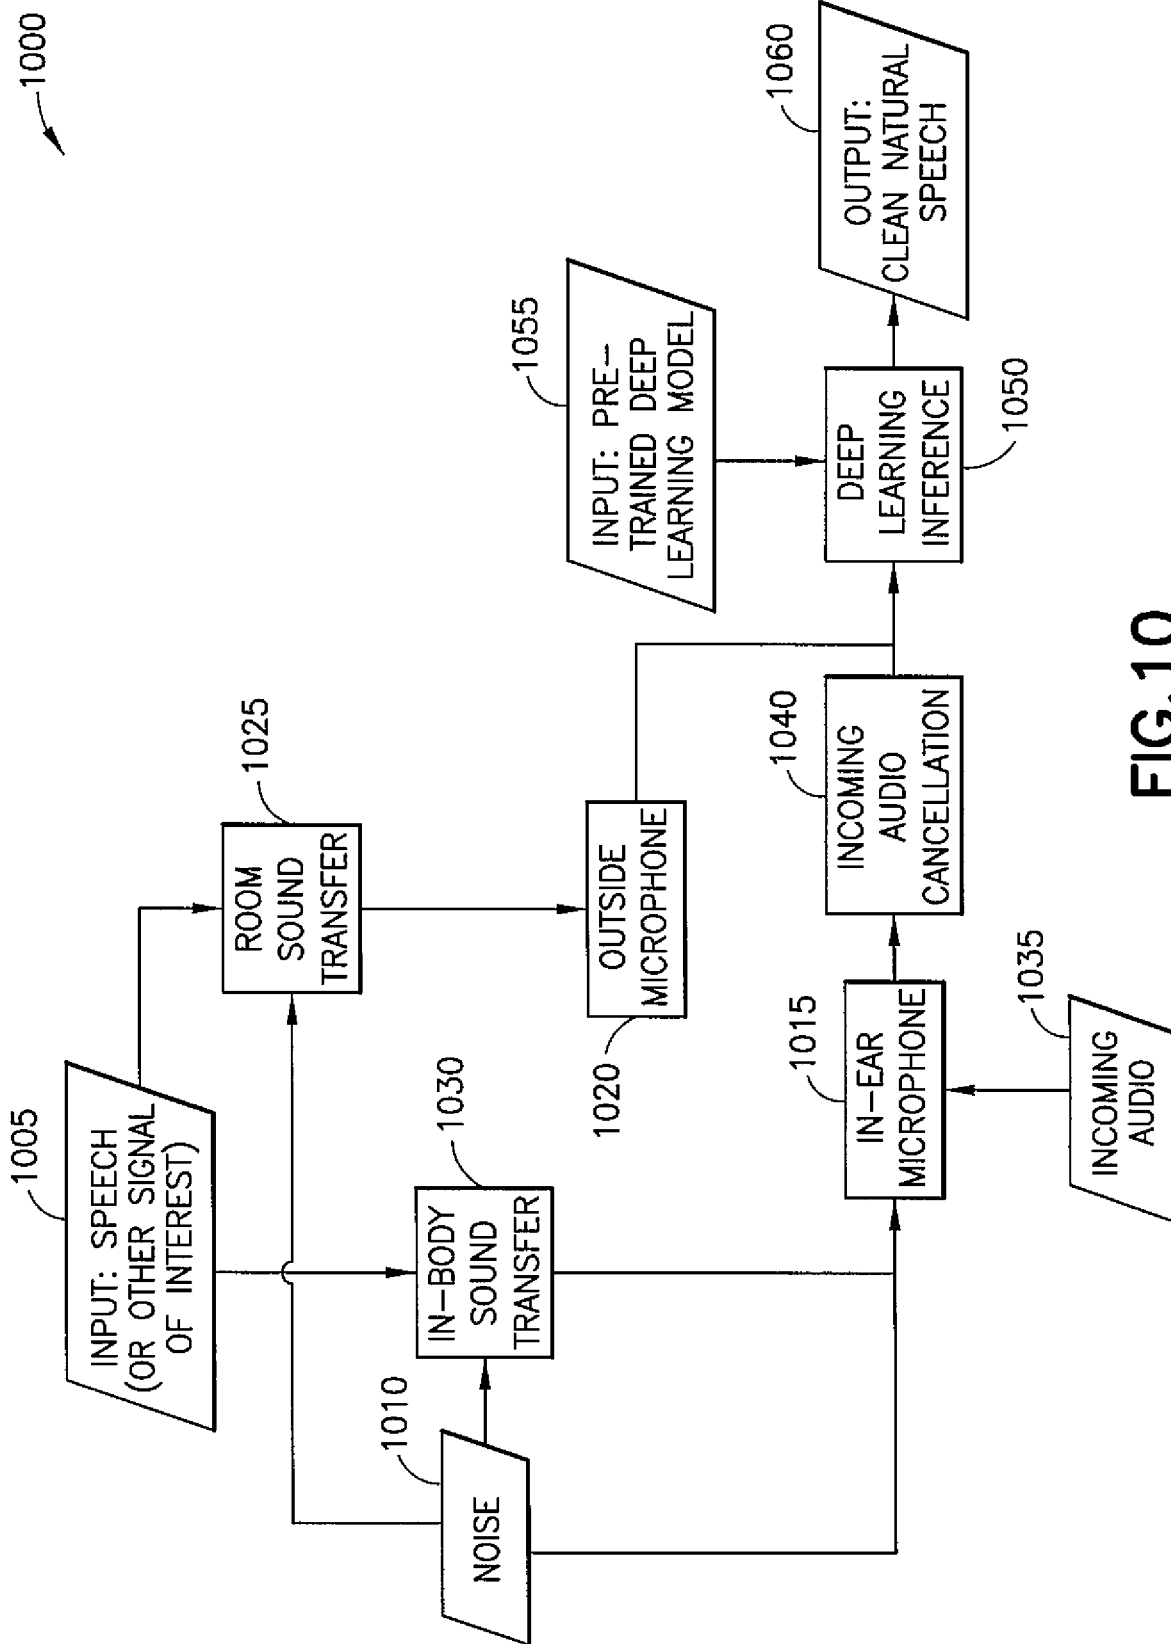 1000
1005
INPUT: SPEECH
(OR OTHER SIGNAL
OF INTEREST)
1010
NOISE
1025
ROOM
SOUND
TRANSFER
1030
IN-BODY
SOUND
TRANSFER
1020
OUTSIDE
MICROPHONE
1015
IN-EAR
MICROPHONE
1035
INCOMING
AUDIO
1040
INCOMING
AUDIO
CANCELLATION
1055
INPUT: PRE-
TRAINED DEEP
LEARNING MODEL
DEEP
LEARNING
INFERENCE
1050
1060
OUTPUT:
CLEAN NATURAL
SPEECH
FIG.10